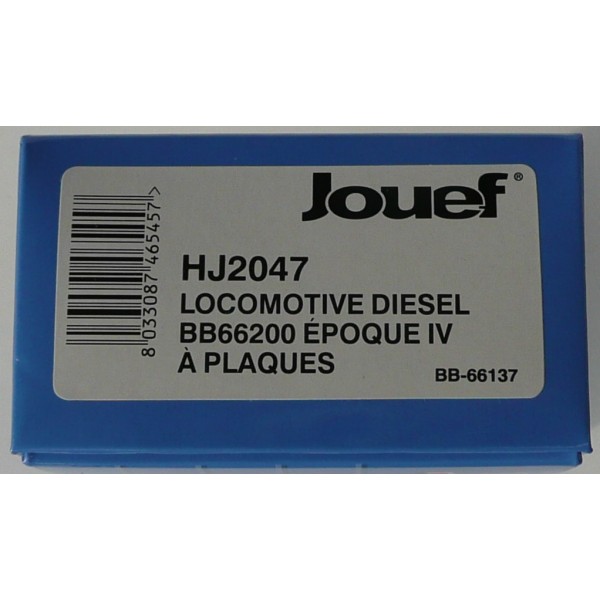 Jouef®
HJ2047
LOCOMOTIVE DIESEL
BB66200 ÉPOQUE IV
À PLAQUES
BB-66137
8 033087 465457 >